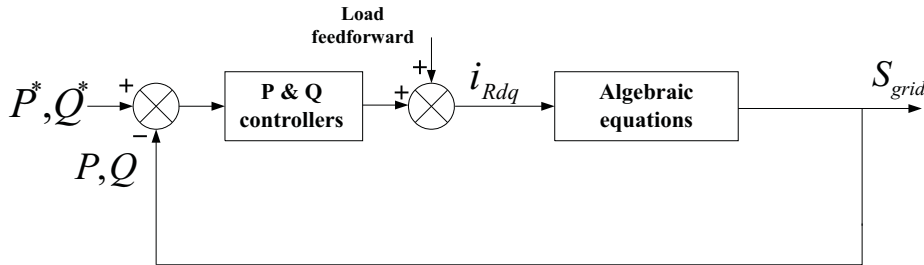 Load
feedforward
+
+
P*,Q*
P & Q
controllers
+
i_Rdq
Algebraic
equations
S_grid
−
P,Q